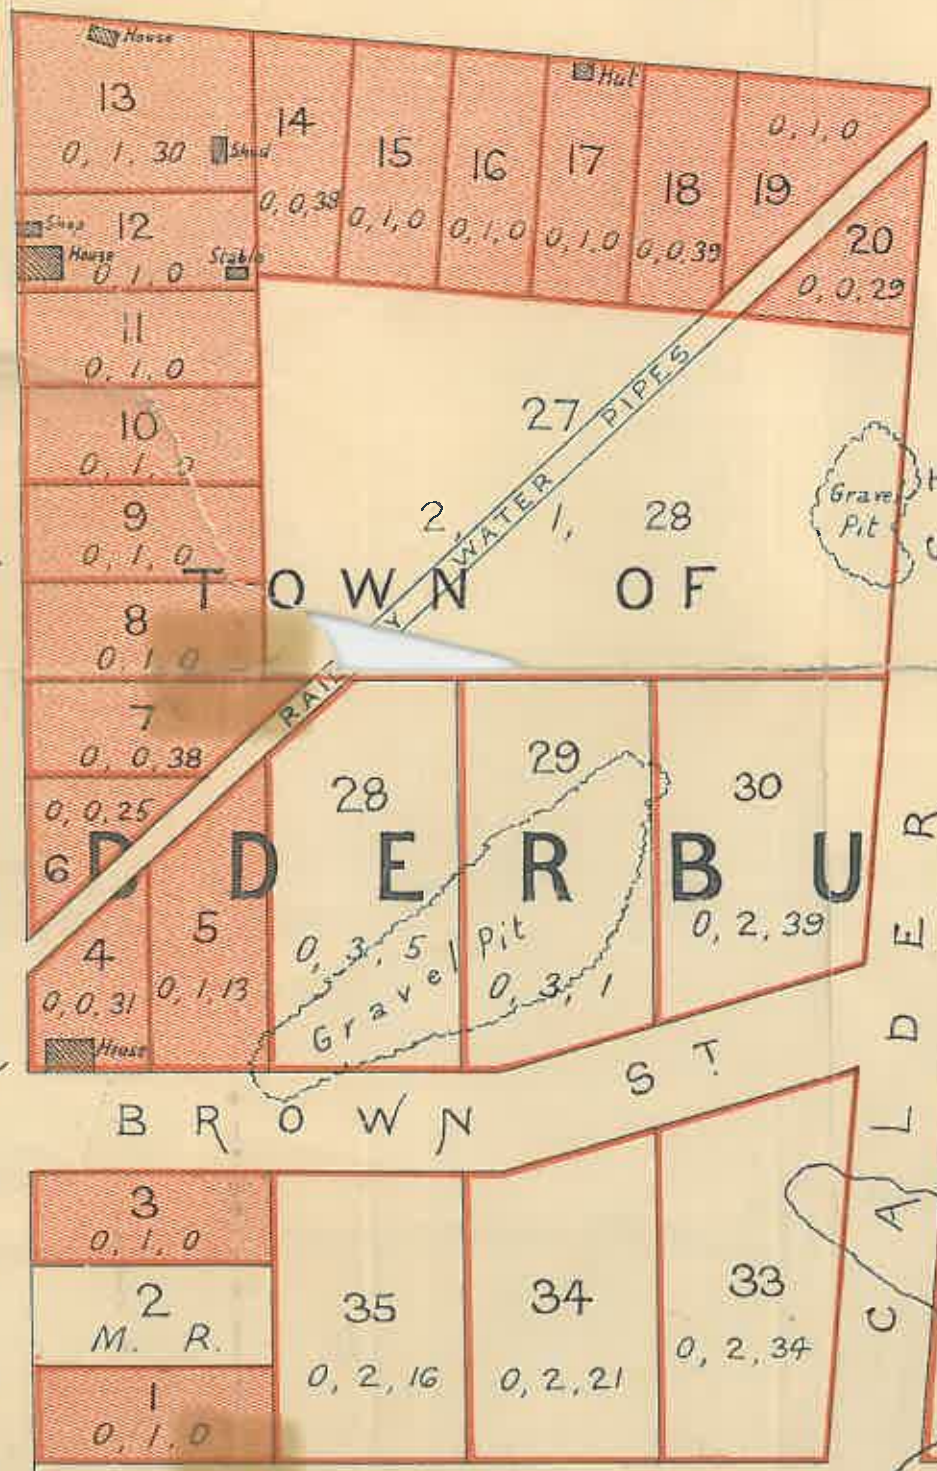 House
13
0, 1, 30
Shed
14
0, 0, 39
15
0, 1, 0
16
0, 1, 0
Hut
17
0, 1, 0
18
0, 0, 39
0, 1, 0
19
20
0, 0, 29
Shop
12
House
0, 1, 0
Stable
11
0, 1, 0
10
0, 1, 0
9
0, 1, 0
8
0 1 0
7
0, 0, 38
0, 0, 25
6
27
2, 1, 28
WATER PIPES
Gravel
Pit
TOWN OF
DDERBU
28
0, 3, 5
29
0, 3, 1
Gravel Pit
30
0, 2, 39
4
0, 0, 31
House
5
0, 1, 13
BROWN ST
CALDER
3
0, 1, 0
2
M. R.
1
0, 1, 0
35
0, 2, 16
34
0, 2, 21
33
0, 2, 34